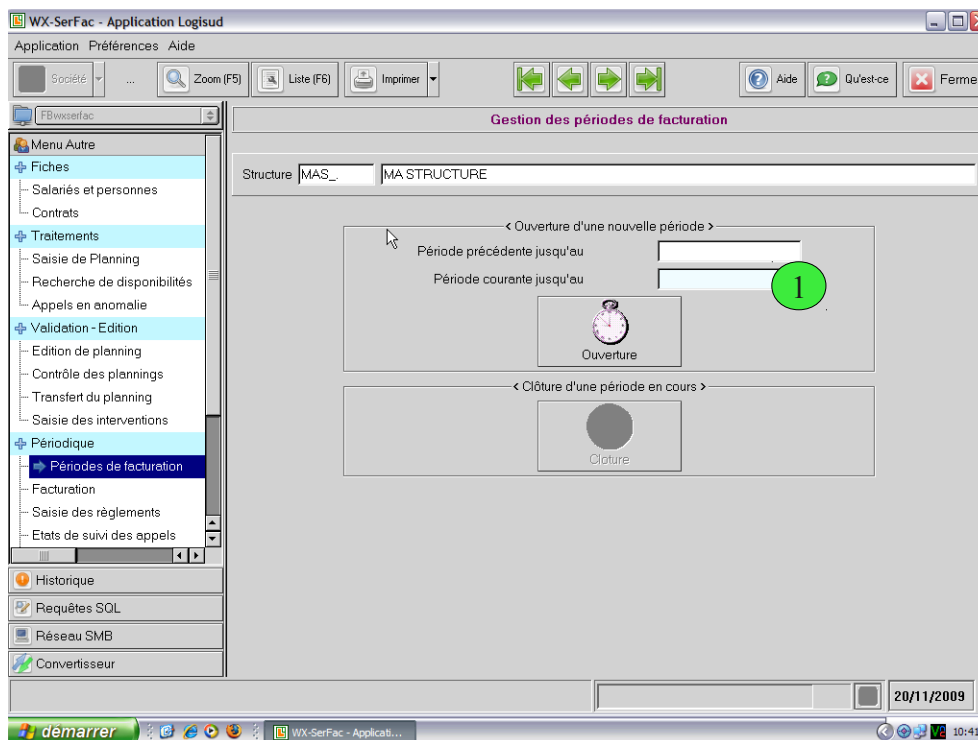 WX-SerFac - Application Logisud
Application Préférences Aide
Société ... Zoom (F5) Liste (F6) Imprimer Aide Qu'est-ce Ferme
FBwxserfac
Gestion des périodes de facturation
Menu Autre
Fiches
Structure MAS_. MA STRUCTURE
Salariés et personnes
Contrats
< Ouverture d'une nouvelle période >
Traitements
Période précédente jusqu'au
Saisie de Planning
Période courante jusqu'au
1
Recherche de disponibilités
Appels en anomalie
Validation - Edition
Edition de planning
Ouverture
Contrôle des plannings
< Clôture d'une période en cours >
Transfert du planning
Saisie des interventions
Périodique
Cloture
Périodes de facturation
Facturation
Saisie des règlements
Etats de suivi des appels
Historique
Requêtes SQL
Réseau SMB
Convertisseur
20/11/2009
démarrer WX-SerFac - Applicati...